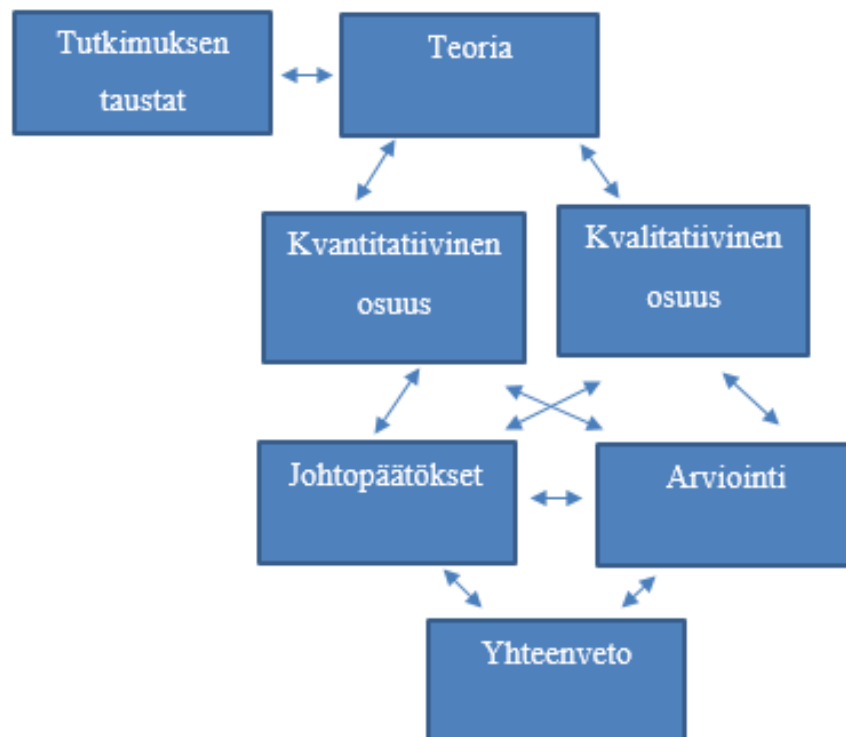 Tutkimuksen
taustat
Teoria
Kvantitatiivinen
osuus
Kvalitatiivinen
osuus
Johtopäätökset
Arviointi
Yhteenveto